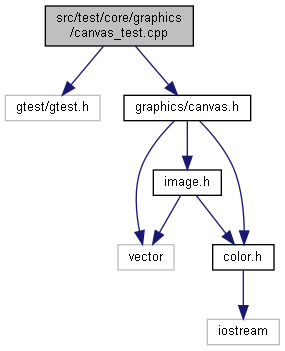 src/test/core/graphics
/canvas_test.cpp
gtest/gtest.h
graphics/canvas.h
image.h
vector
color.h
iostream